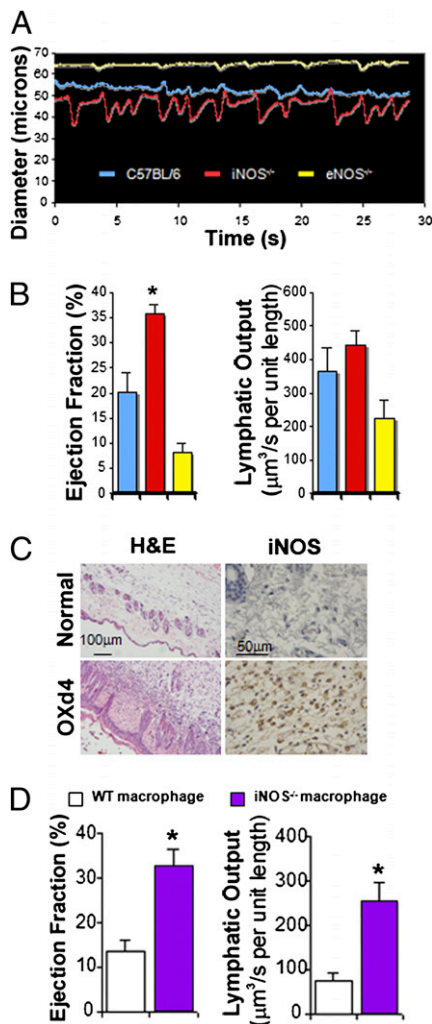 A
Diameter (microns)
70
60
50
40
30
20
10
0
0 5 10 15 20 25 30
C57BL/6 iNOS-/- eNOS-/-
Time (s)
B
Ejection Fraction (%)
40
35
30
25
20
15
10
5
0
*
Lymphatic Output
(μm³/s per unit length)
600
500
400
300
200
100
0
C
H&E iNOS
Normal
100μm
50μm
OXd4
D
WT macrophage iNOS-/- macrophage
Ejection Fraction (%)
40
30
20
10
0
*
Lymphatic Output
(μm³/s per unit length)
400
300
200
100
0
*